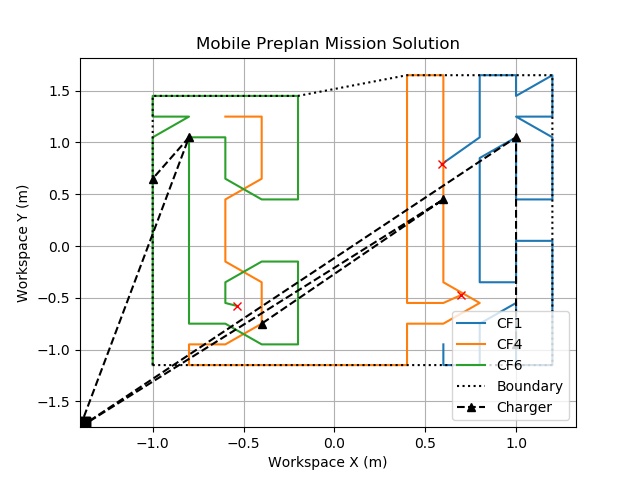 Mobile Preplan Mission Solution
Workspace Y (m)
1.5
1.0
0.5
0.0
−0.5
−1.0
−1.5
−1.0
−0.5
0.0
0.5
1.0
Workspace X (m)
CF1
CF4
CF6
Boundary
Charger